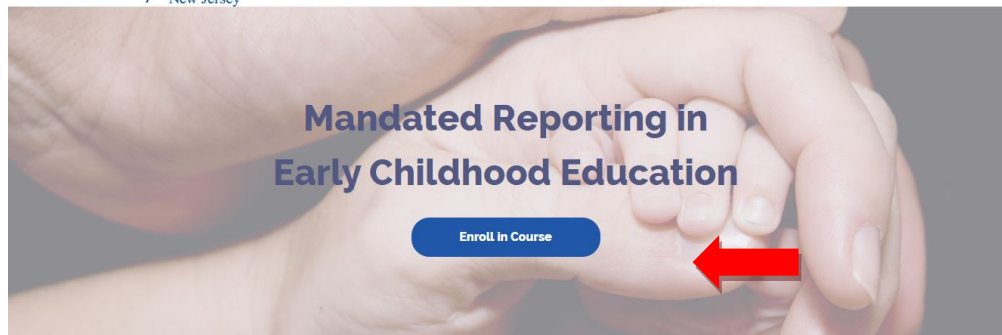 New Jersey
Mandated Reporting in
Early Childhood Education
Enroll in Course